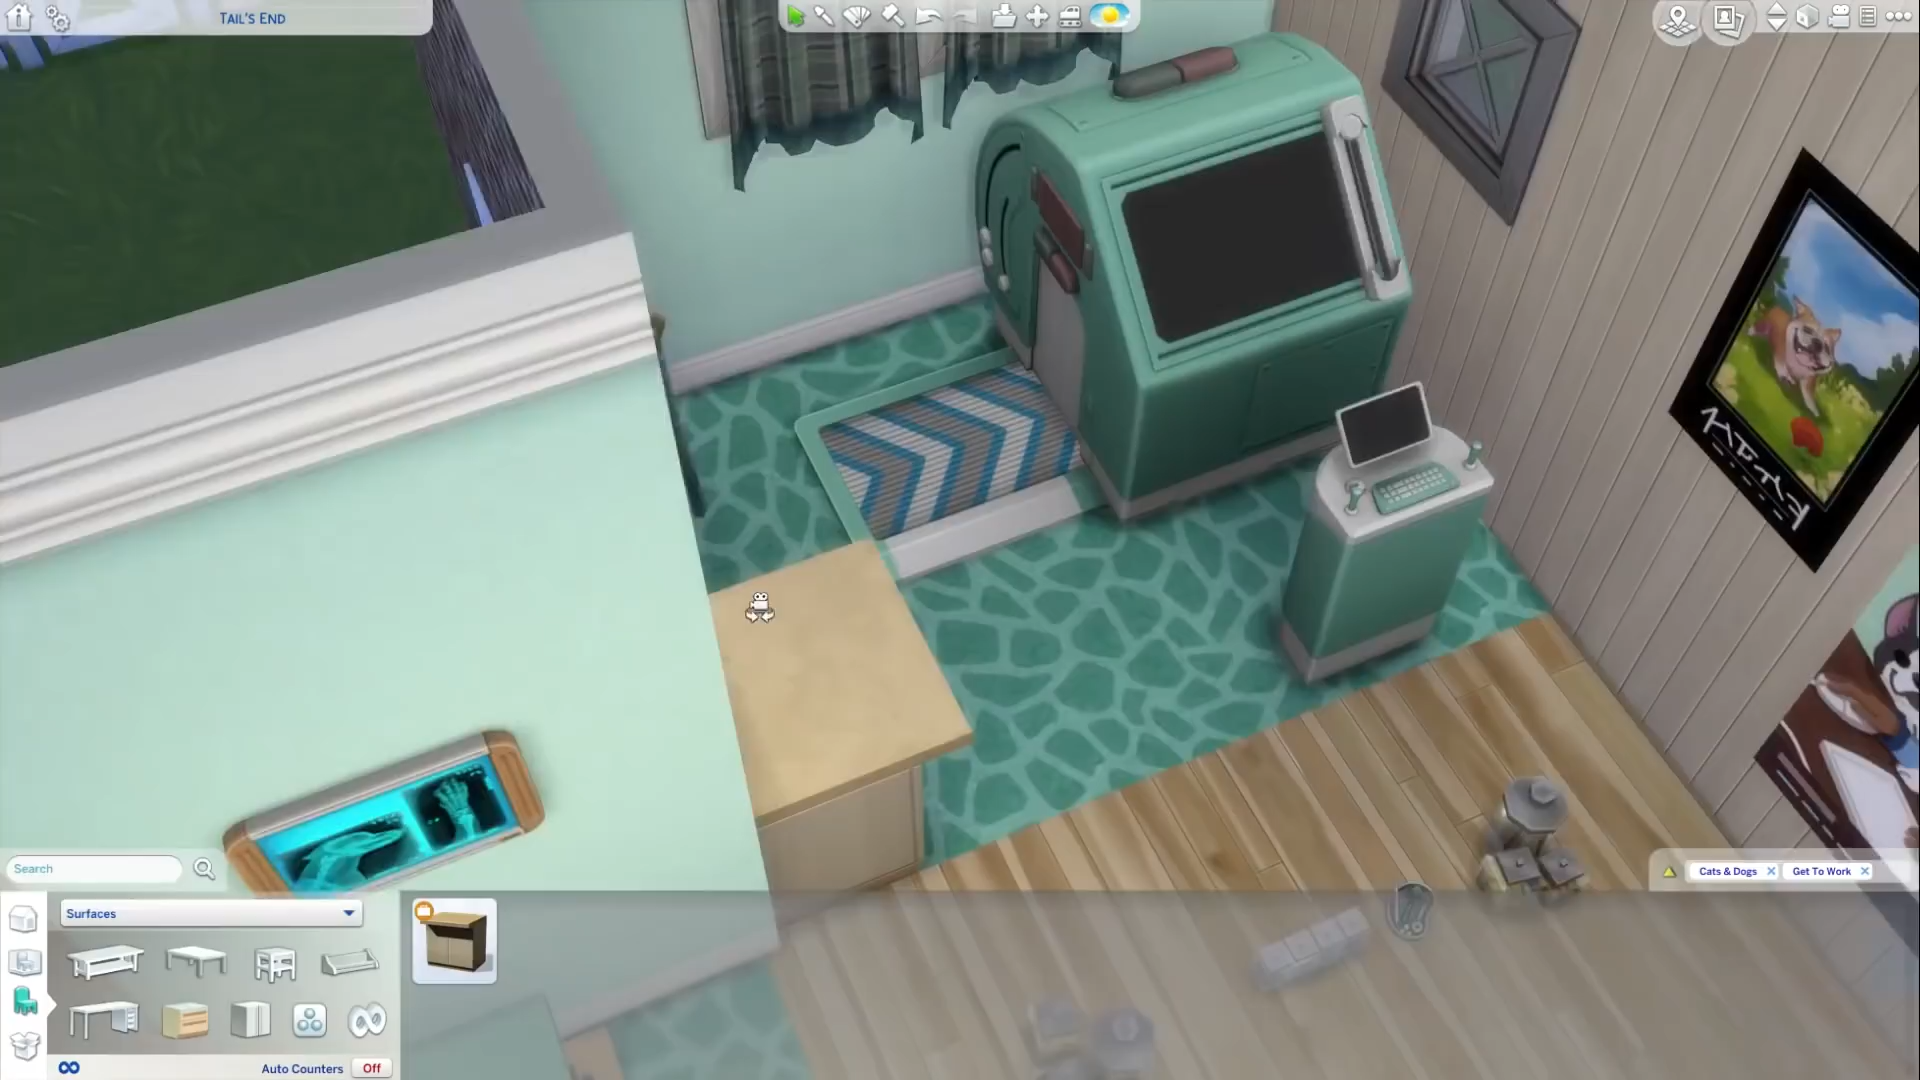 TAIL'S END
Search
Cats & Dogs
Get To Work
Surfaces
Auto Counters
Off